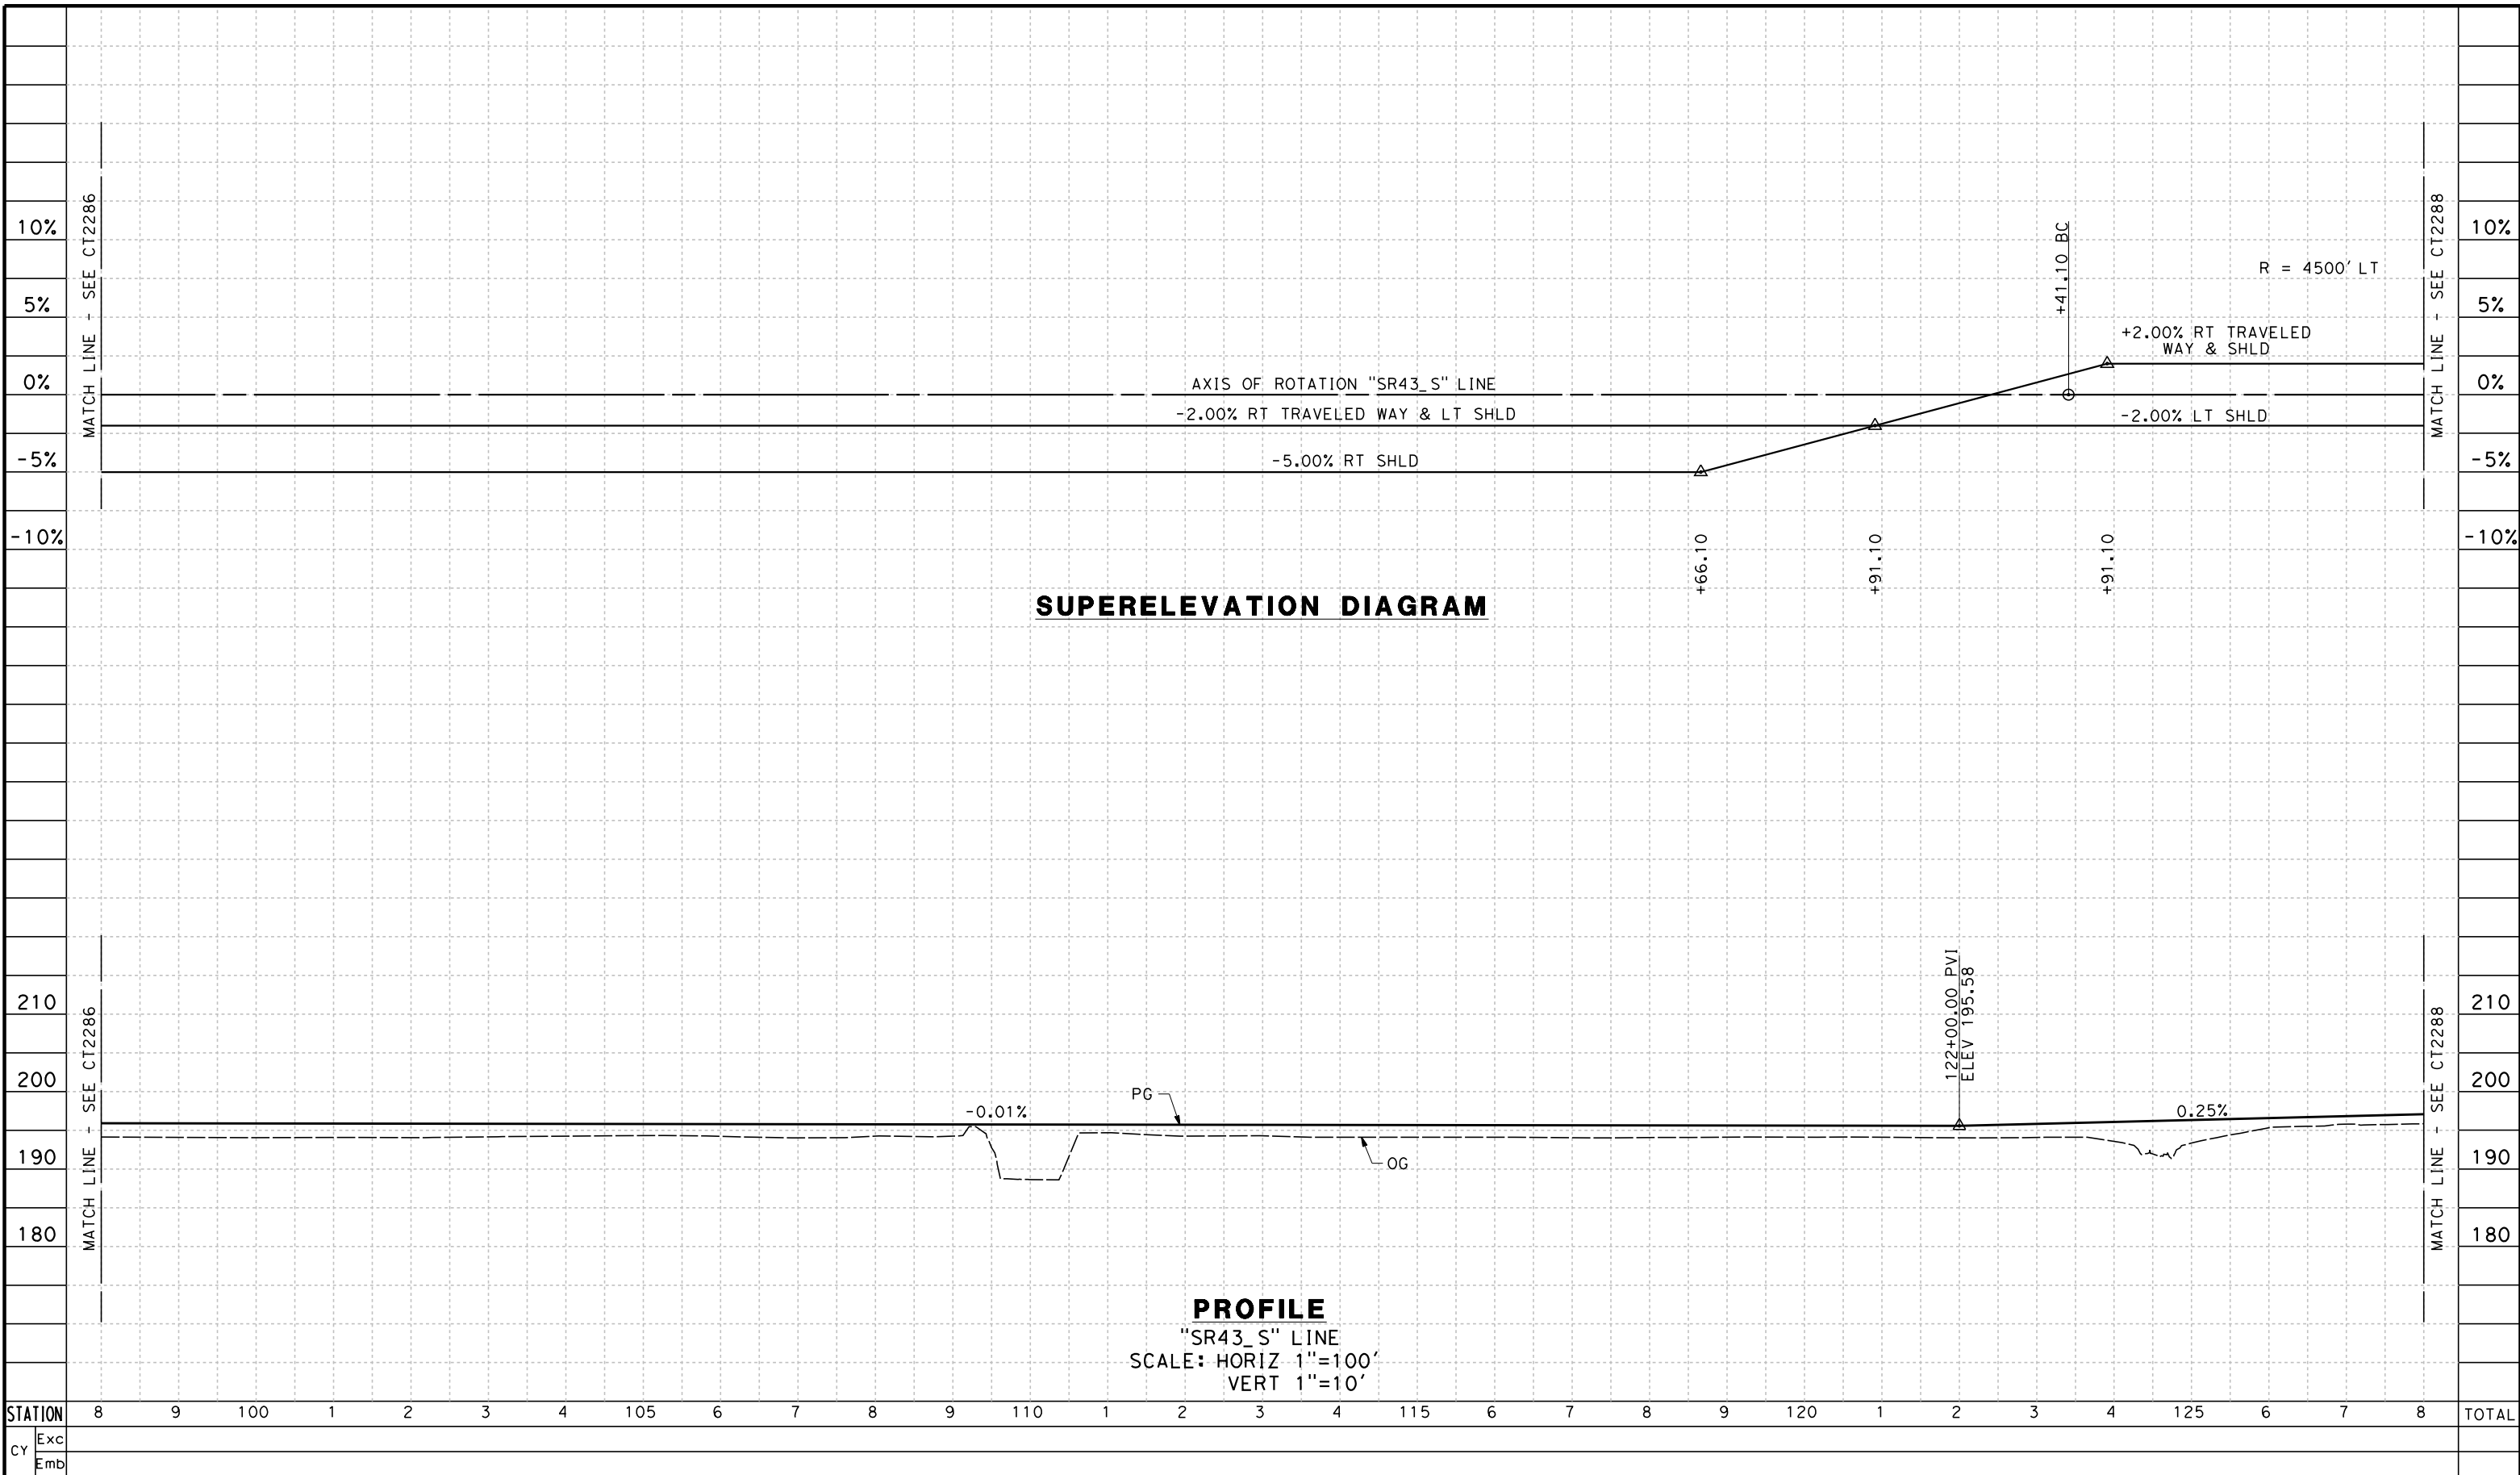 10%
5%
0%
-5%
-10%
MATCH LINE - SEE CT2286
AXIS OF ROTATION "SR43_S" LINE
-2.00% RT TRAVELED WAY & LT SHLD
-5.00% RT SHLD
+41.10 BC
R = 4500' LT
+2.00% RT TRAVELED
WAY & SHLD
-2.00% LT SHLD
+66.10
+91.10
+91.10
MATCH LINE - SEE CT2288
10%
5%
0%
-5%
-10%
SUPERELEVATION DIAGRAM
210
200
190
180
MATCH LINE - SEE CT2286
-0.01%
PG
OG
122+00.00 PVI
ELEV 195.58
0.25%
MATCH LINE - SEE CT2288
210
200
190
180
PROFILE
"SR43_S" LINE
SCALE: HORIZ 1"=100'
VERT 1"=10'
STATION 8 9 100 1 2 3 4 105 6 7 8 9 110 1 2 3 4 115 6 7 8 9 120 1 2 3 4 125 6 7 8 TOTAL
CY
Exc
Emb